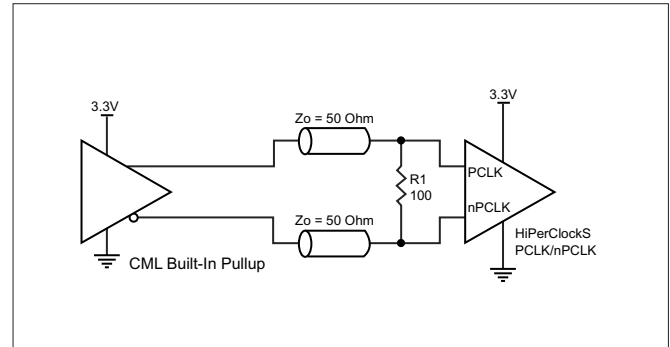 3.3V
3.3V
Zo = 50 Ohm
PCLK
R1
100
nPCLK
Zo = 50 Ohm
HiPerClockS
PCLK/nPCLK
CML Built-In Pullup